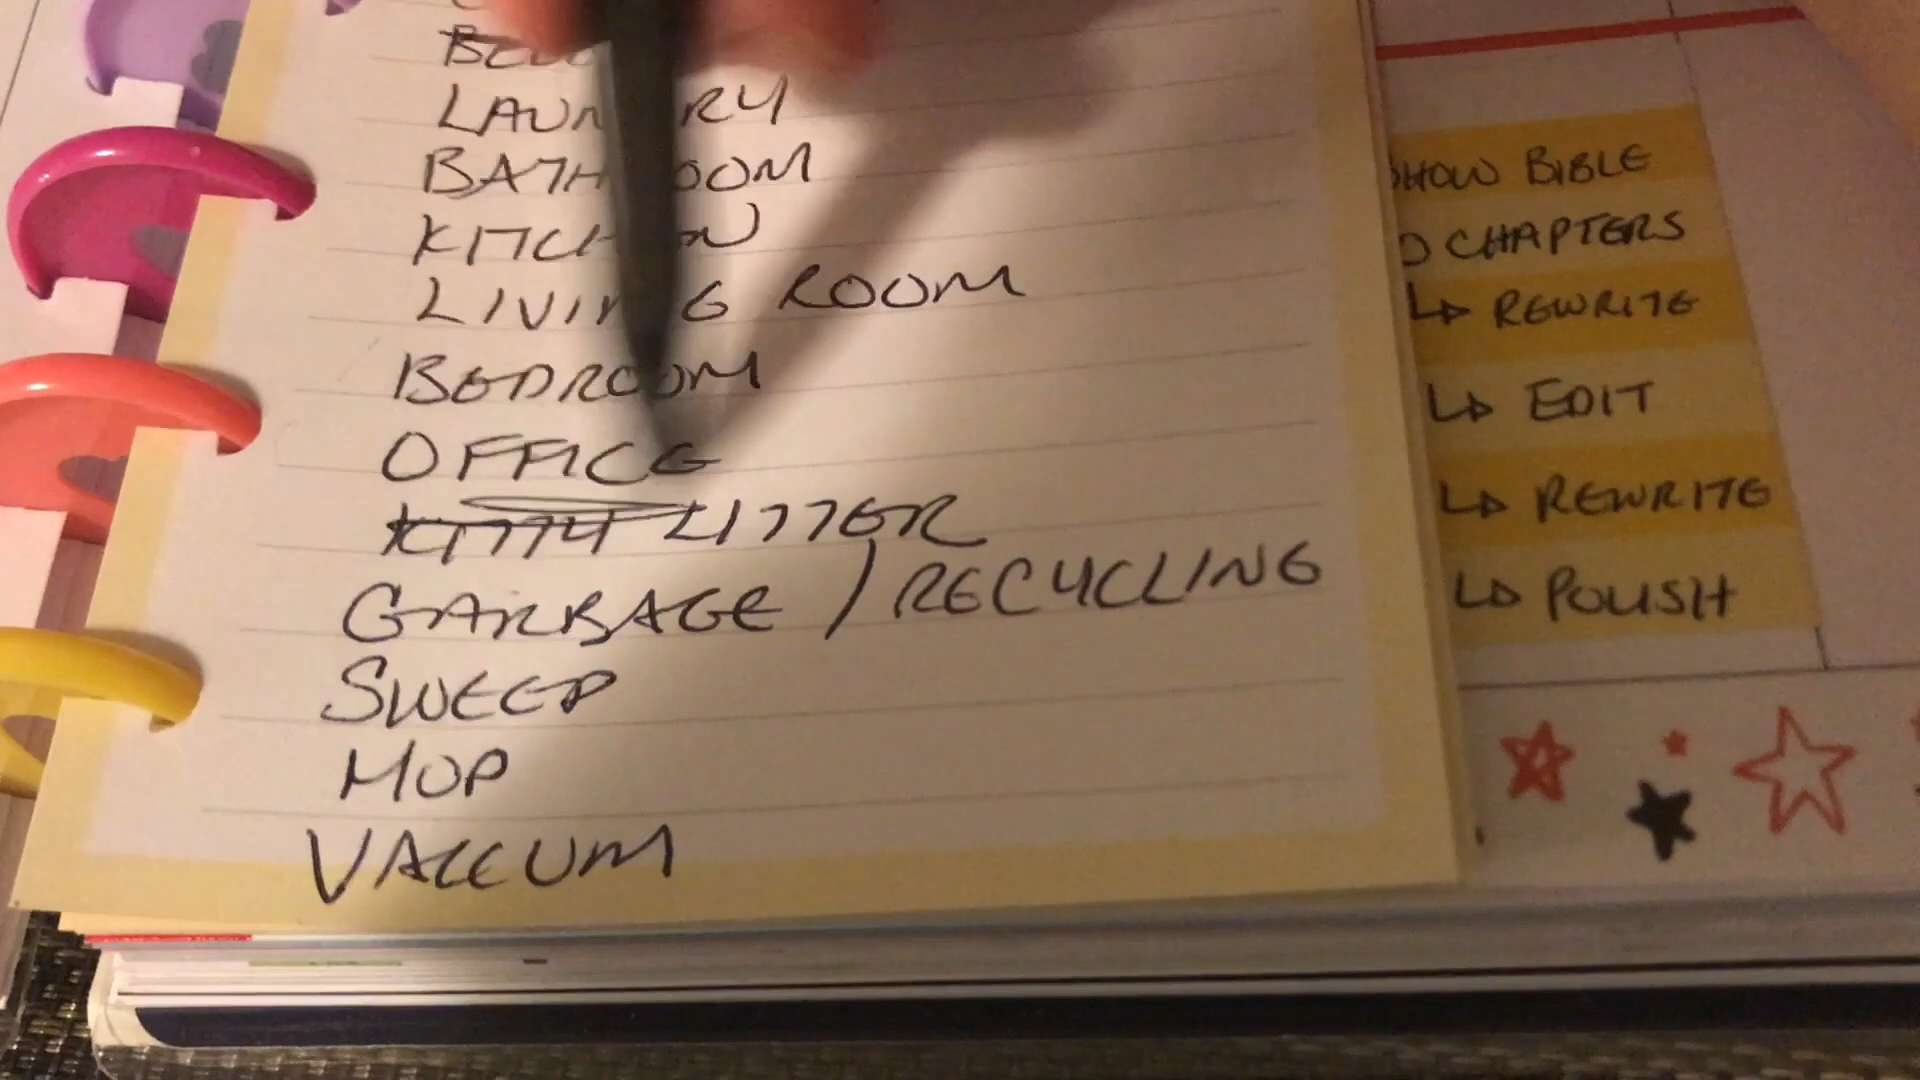 LAUNDRY
BATHROOM
KITCHEN
LIVING ROOM
BEDROOM
OFFICE
KITTY LITTER
GARBAGE / RECYCLING
SWEEP
MOP
VACCUM
SHOW BIBLE
CHAPTERS
↳ REWRITE
↳ EDIT
↳ REWRITE
↳ POLISH